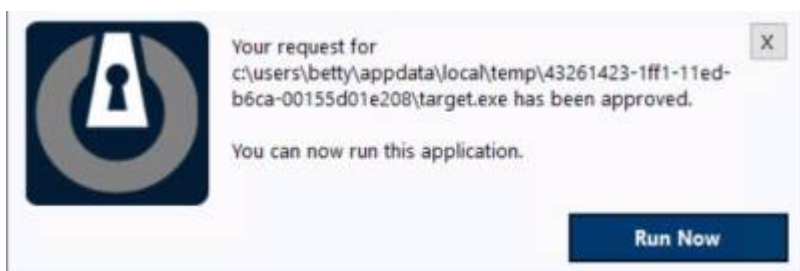 Your request for
X
c:\users\betty\appdata\local\temp\43261423-1ff1-11ed-
b6ca-00155d01e208\target.exe has been approved.
You can now run this application.
Run Now